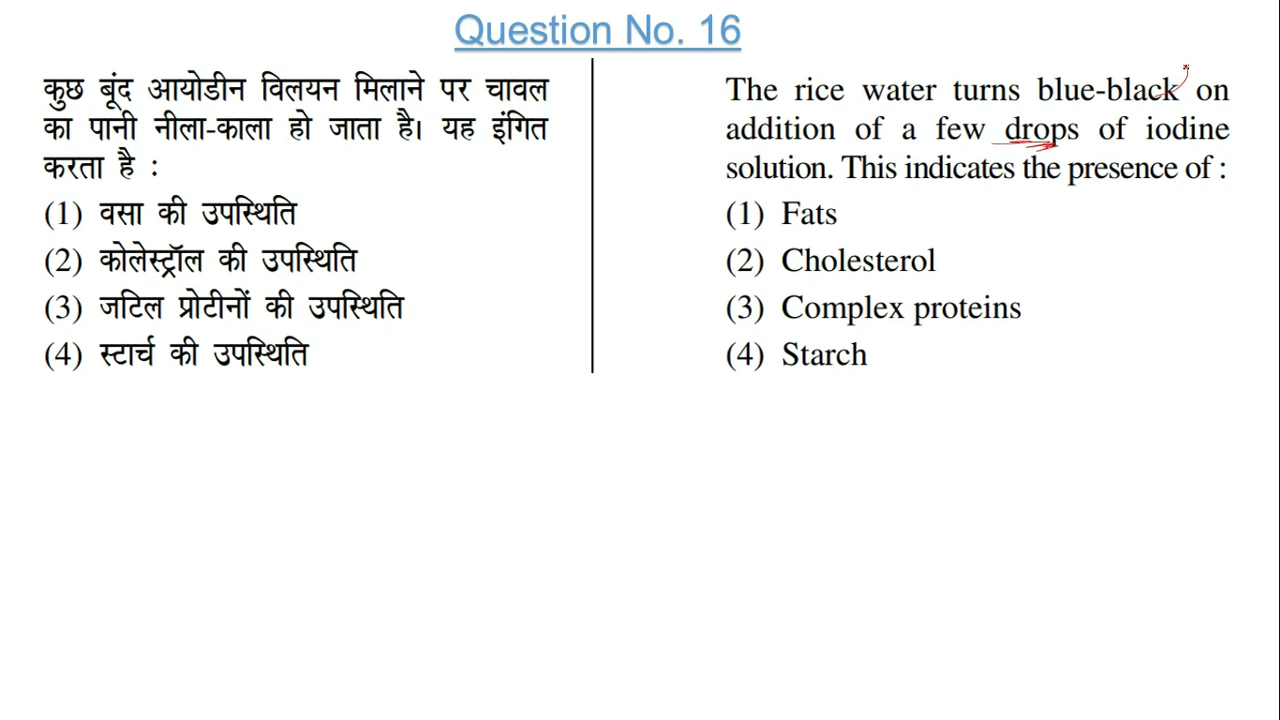 Question No. 16
कुछ बूंद आयोडीन विलयन मिलाने पर चावल
का पानी नीला-काला हो जाता है। यह इंगित
करता है :
(1) वसा की उपस्थिति
(2) कोलेस्ट्रॉल की उपस्थिति
(3) जटिल प्रोटीनों की उपस्थिति
(4) स्टार्च की उपस्थिति
The rice water turns blue-black on
addition of a few drops of iodine
solution. This indicates the presence of :
(1) Fats
(2) Cholesterol
(3) Complex proteins
(4) Starch